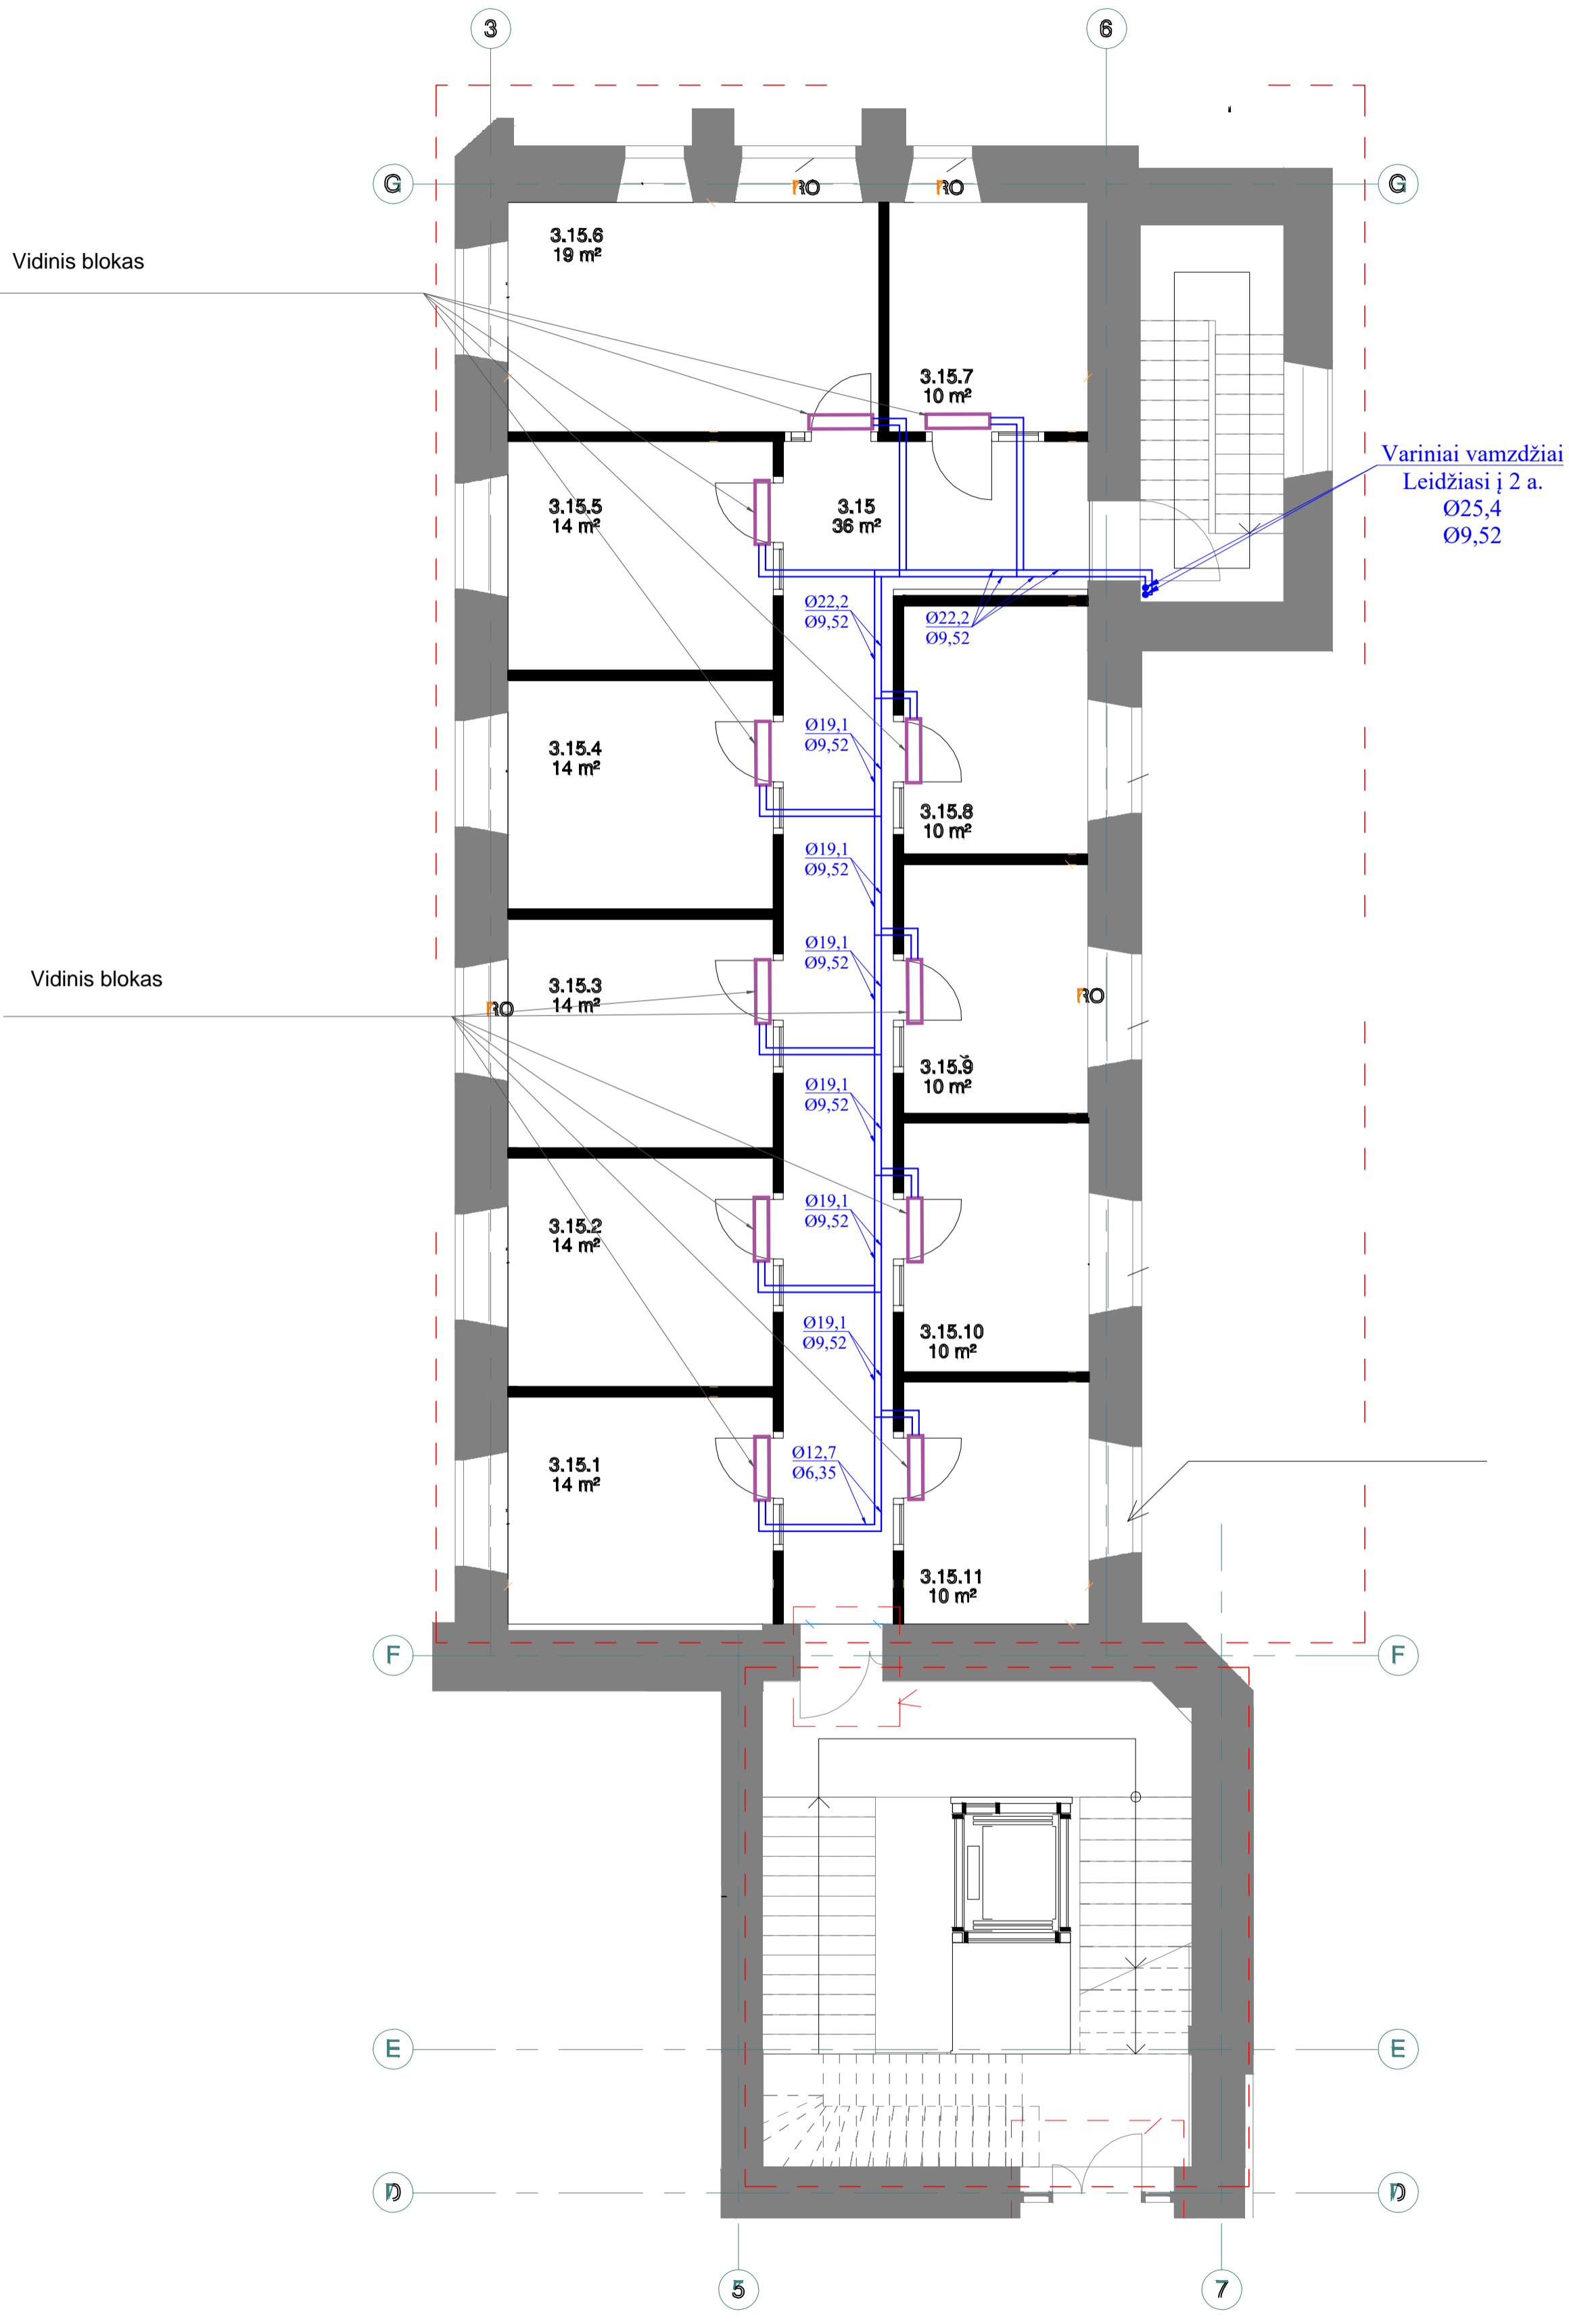 3
6
G
RO
RO
G
3.15.6
19 m²
Vidinis blokas
3.15.7
10 m²
Variniai vamzdžiai
Leidžiasi į 2 a.
Ø25,4
Ø9,52
3.15.5
14 m²
3.15
36 m²
Ø22,2
Ø9,52
Ø22,2
Ø9,52
3.15.4
14 m²
Ø19,1
Ø9,52
3.15.8
10 m²
Ø19,1
Ø9,52
Ø19,1
Ø9,52
Vidinis blokas
3.15.3
14 m²
RO
RO
3.15.9
10 m²
Ø19,1
Ø9,52
3.15.2
14 m²
Ø19,1
Ø9,52
3.15.10
10 m²
Ø19,1
Ø9,52
3.15.1
14 m²
Ø12,7
Ø6,35
3.15.11
10 m²
F
F
E
E
D
D
5
7